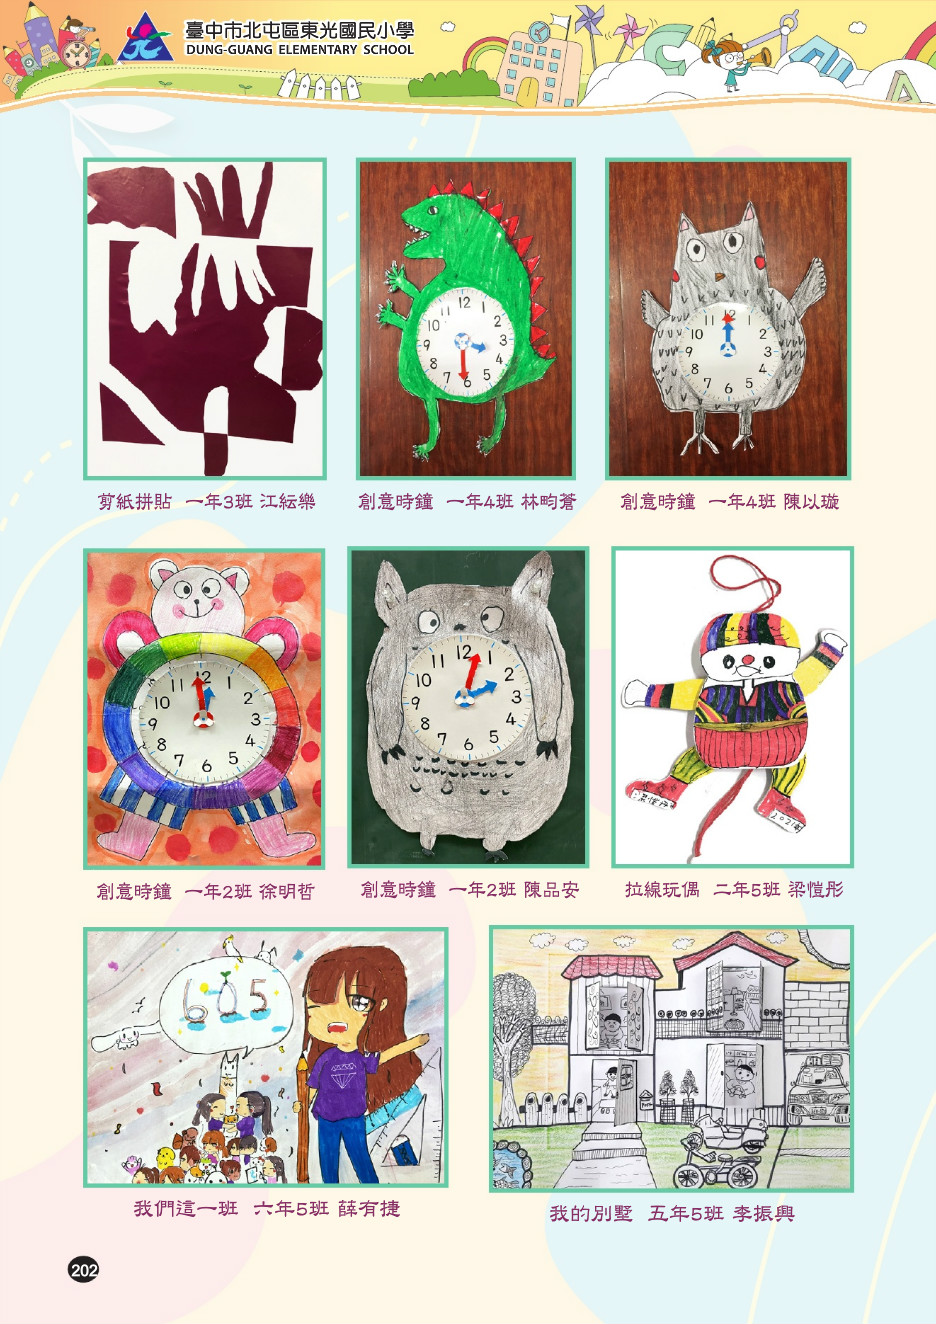 臺中市北屯區東光國民小學
DUNG-GUANG ELEMENTARY SCHOOL
剪紙拼貼 一年3班 江紜樂
創意時鐘 一年4班 林畇蒼
創意時鐘 一年4班 陳以璇
創意時鐘 一年2班 徐明哲
創意時鐘 一年2班 陳品安
拉線玩偶 二年5班 梁愷彤
605
我們這一班 六年5班 薛有捷
我的別墅 五年5班 李振興
202